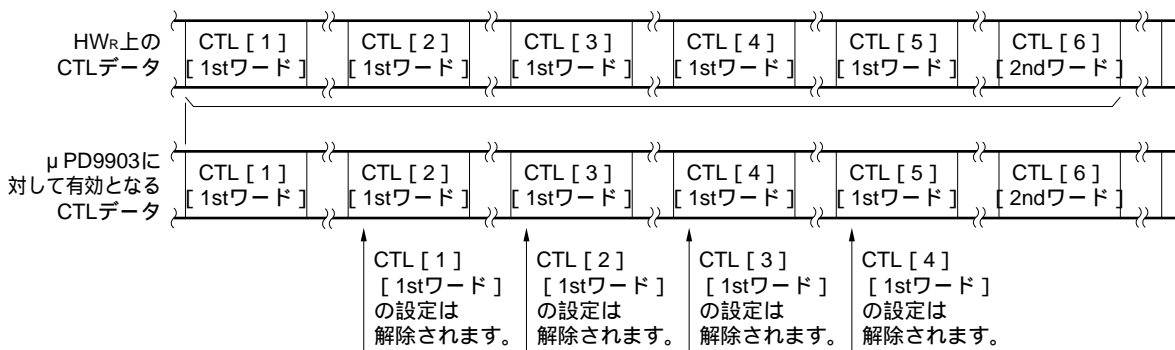 HWR上の
CTLデータ
CTL [ 1 ]
[ 1stワード ]
CTL [ 2 ]
[ 1stワード ]
CTL [ 3 ]
[ 1stワード ]
CTL [ 4 ]
[ 1stワード ]
CTL [ 5 ]
[ 1stワード ]
CTL [ 6 ]
[ 2ndワード ]
μPD9903に
対して有効となる
CTLデータ
CTL [ 1 ]
[ 1stワード ]
CTL [ 2 ]
[ 1stワード ]
CTL [ 3 ]
[ 1stワード ]
CTL [ 4 ]
[ 1stワード ]
CTL [ 5 ]
[ 1stワード ]
CTL [ 6 ]
[ 2ndワード ]
CTL [ 1 ]
[ 1stワード ]
の設定は
解除されます。
CTL [ 2 ]
[ 1stワード ]
の設定は
解除されます。
CTL [ 3 ]
[ 1stワード ]
の設定は
解除されます。
CTL [ 4 ]
[ 1stワード ]
の設定は
解除されます。